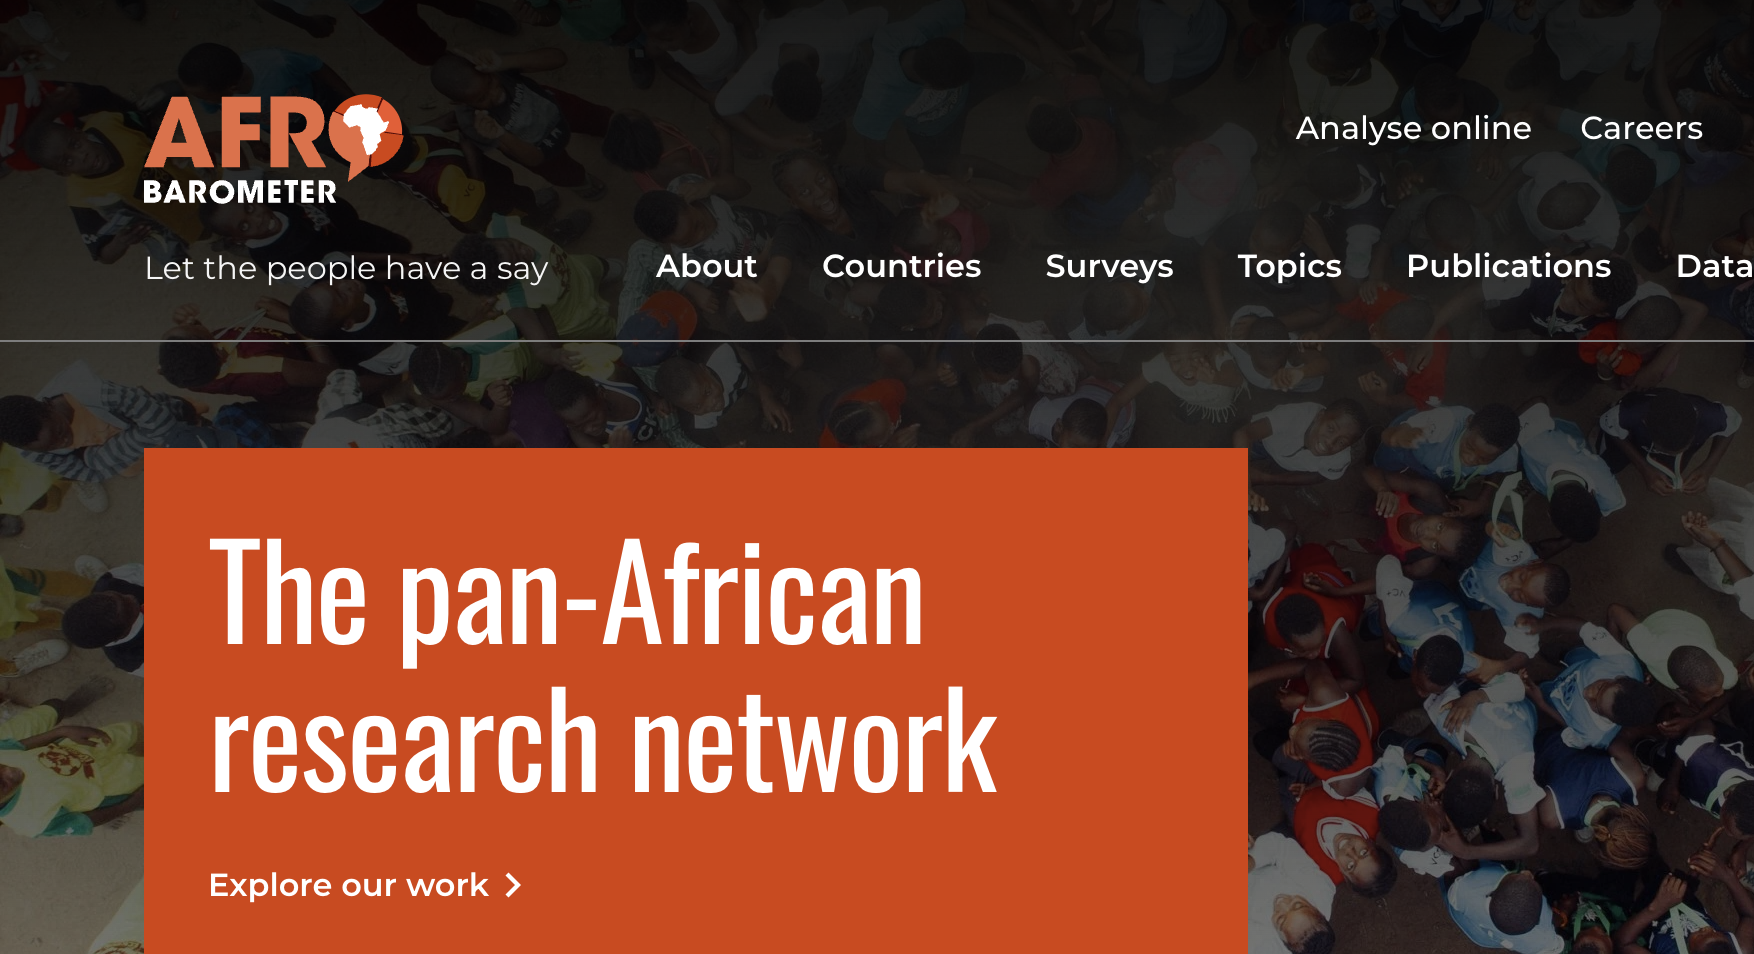 AFRO
BAROMETER
Let the people have a say
Analyse online
Careers
About
Countries
Surveys
Topics
Publications
Data
The pan-African
research network
Explore our work